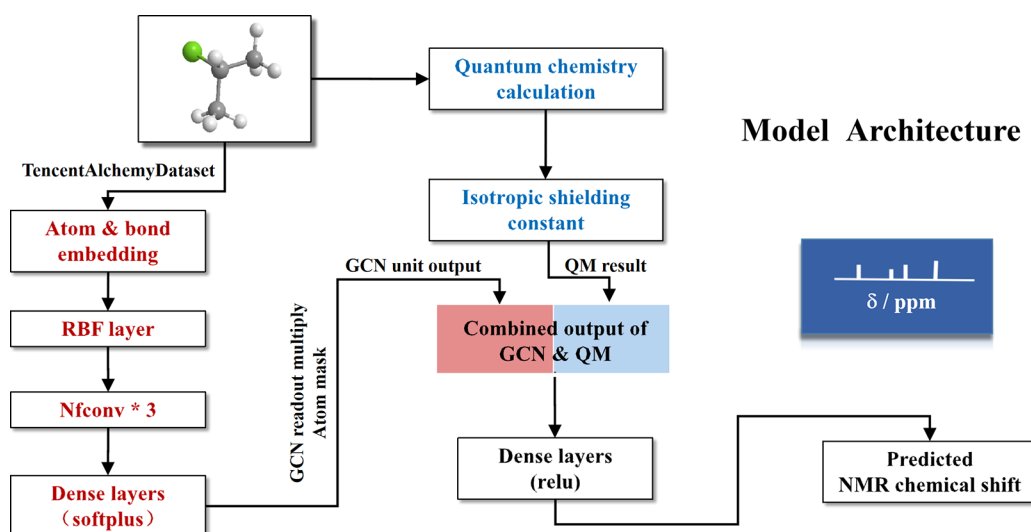 Quantum chemistry
calculation
Model Architecture
TencentAlchemyDataset
Isotropic shielding
constant
Atom & bond
embedding
GCN unit output
QM result
δ / ppm
RBF layer
Combined output of
GCN & QM
GCN readout multiply
Atom mask
Nfconv * 3
Dense layers
(relu)
Predicted
NMR chemical shift
Dense layers
（softplus）